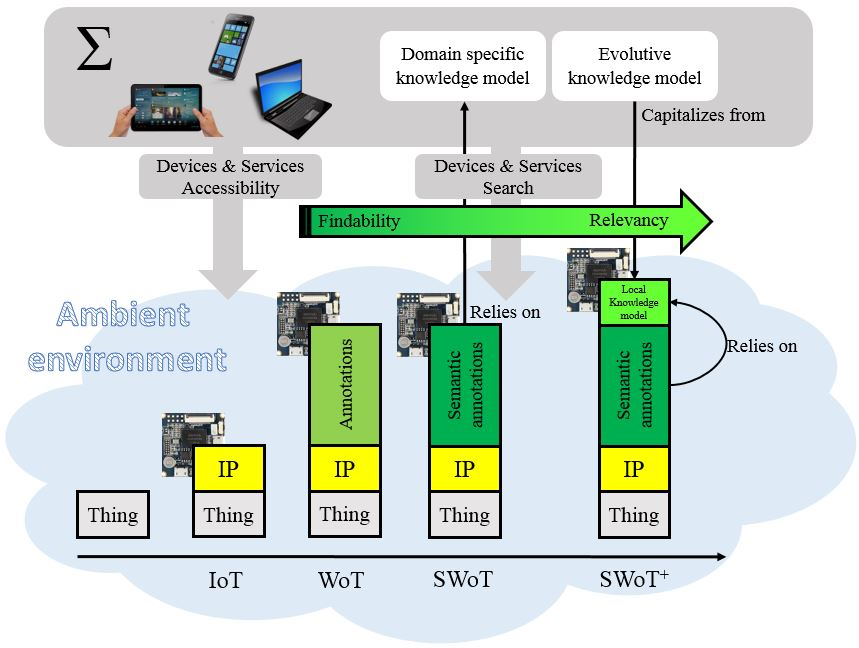 Σ
Domain specific
knowledge model
Evolutive
knowledge model
Capitalizes from
Devices & Services
Accessibility
Devices & Services
Search
Findability
Relevancy
Ambient
environment
Relies on
Local
Knowledge
model
Relies on
Annotations
Semantic
annotations
Semantic
annotations
IP
IP
IP
IP
Thing
Thing
Thing
Thing
Thing
IoT
WoT
SWoT
SWoT⁺